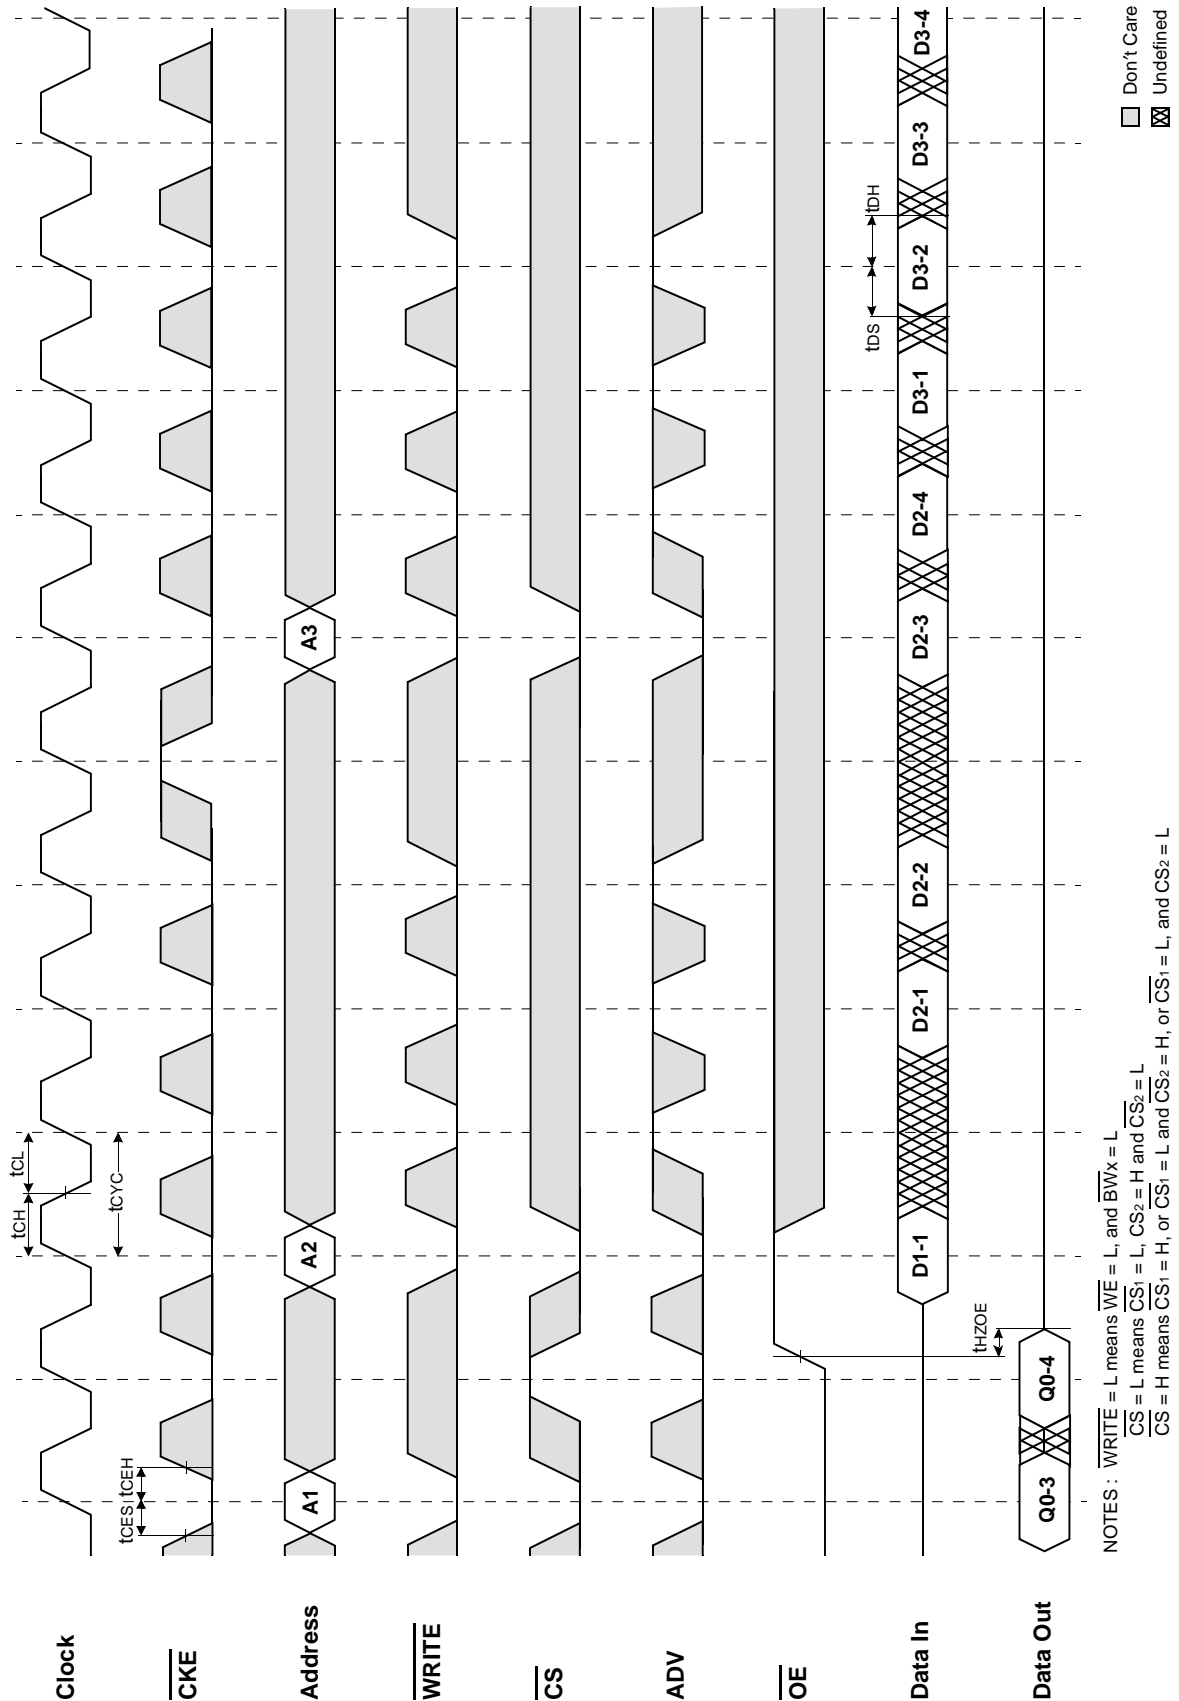 Clock
tCH
tCL
tCYC
CKE
tCES
tCEH
Address
A1
A2
A3
WRITE
CS
ADV
OE
Data In
D1-1
D2-1
D2-2
D2-3
D2-4
D3-1
D3-2
D3-3
D3-4
tDS
tDH
tHZOE
Data Out
Q0-3
Q0-4
NOTES : WRITE = L means WE = L, and BWx = L
CS = L means CS1 = L, CS2 = H and CS2 = L
CS = H means CS1 = H, or CS1 = L and CS2 = H, or CS1 = L, and CS2 = L
Don't Care
Undefined